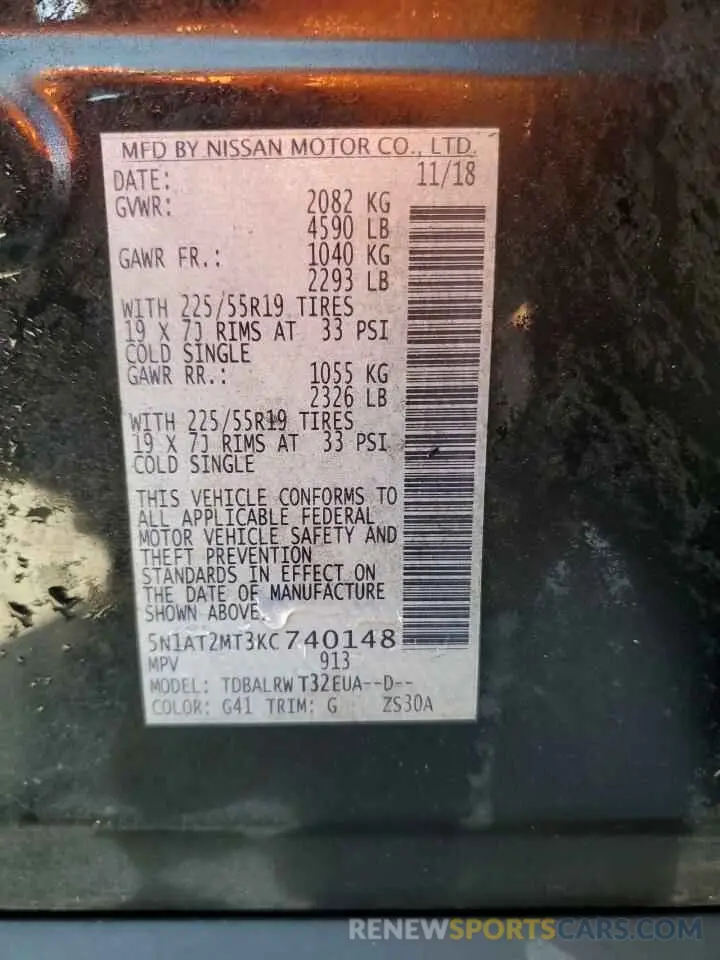 MFD BY NISSAN MOTOR CO., LTD.
DATE: 11/18
GVWR: 2082 KG
4590 LB
GAWR FR.: 1040 KG
2293 LB
WITH 225/55R19 TIRES
19 X 7J RIMS AT 33 PSI
COLD SINGLE
GAWR RR.: 1055 KG
2326 LB
WITH 225/55R19 TIRES
19 X 7J RIMS AT 33 PSI
COLD SINGLE
THIS VEHICLE CONFORMS TO
ALL APPLICABLE FEDERAL
MOTOR VEHICLE SAFETY AND
THEFT PREVENTION
STANDARDS IN EFFECT ON
THE DATE OF MANUFACTURE
SHOWN ABOVE.
5N1AT2MT3KC740148
MPV 913
MODEL: TDBALRW T32EUA--D--
COLOR: G41 TRIM: G ZS30A
RENEWSPORTSCARS.COM